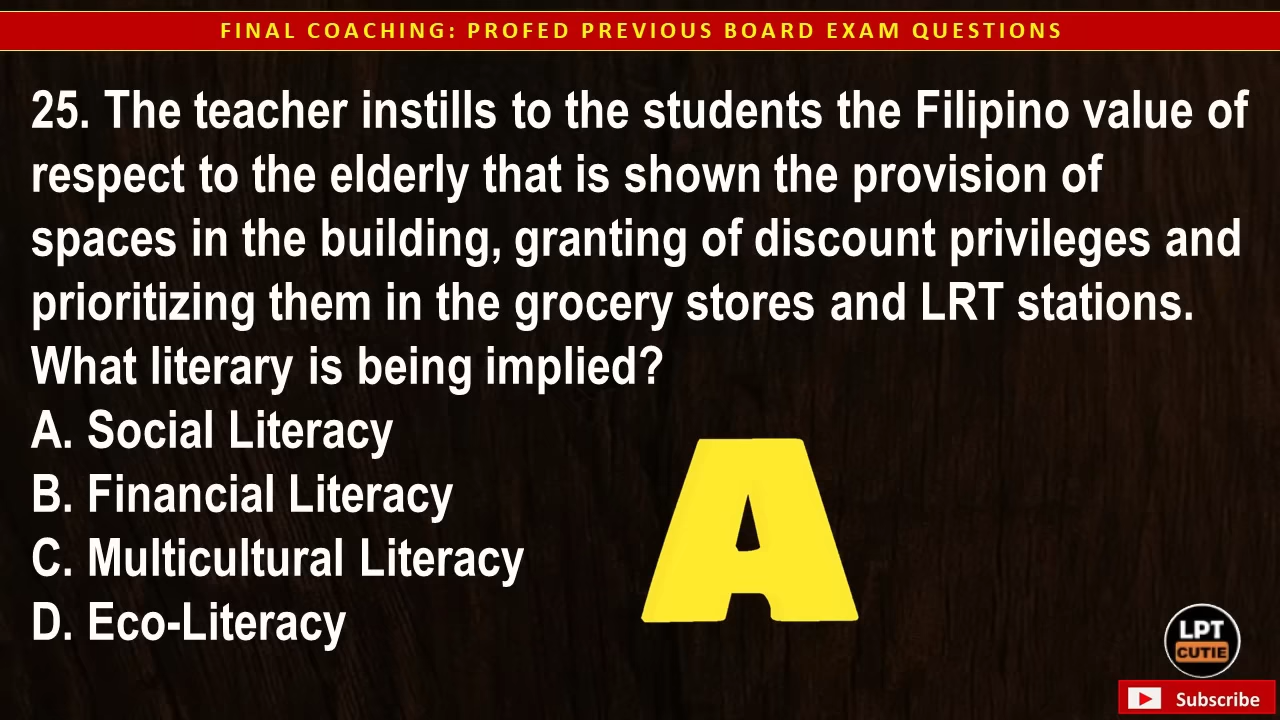 FINAL COACHING: PROFED PREVIOUS BOARD EXAM QUESTIONS
25. The teacher instills to the students the Filipino value of
respect to the elderly that is shown the provision of
spaces in the building, granting of discount privileges and
prioritizing them in the grocery stores and LRT stations.
What literary is being implied?
A. Social Literacy
B. Financial Literacy
C. Multicultural Literacy
D. Eco-Literacy
A
LPT
CUTIE
Subscribe